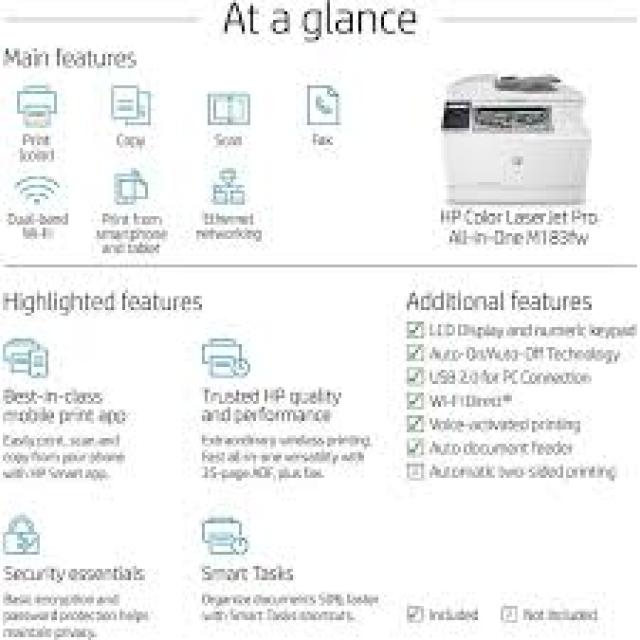 At a glance
Main features
Print
(color)
Copy
Scan
Fax
Dual-band
Wi-Fi
Print from
smartphone
and tablet
Ethernet
networking
HP Color LaserJet Pro
All-in-One M183fw
Highlighted features
Best-in-class
mobile print app
Easily print, scan and
copy from your phone
with HP Smart app.
Trusted HP quality
and performance
Extraordinary wireless printing.
Fast all-in-one versatility with
35-page ADF, plus fax.
Security essentials
Basic encryption and
password protection helps
maintain privacy.
Smart Tasks
Organize documents 50% faster
with Smart Tasks shortcuts.
Additional features
LCD Display and numeric keypad
Auto-On/Auto-Off Technology
USB 2.0 for PC Connection
Wi-Fi Direct®
Voice-activated printing
Auto document feeder
Automatic two-sided printing
Included
Not Included